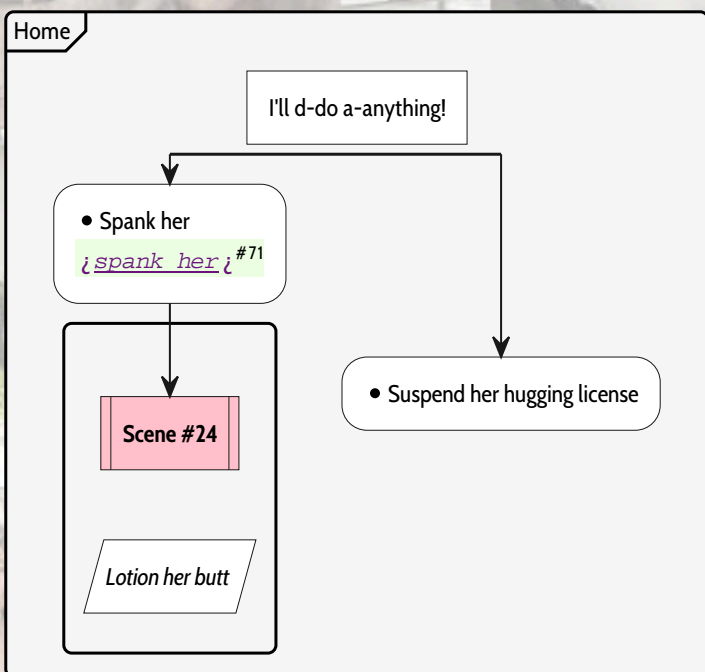 Home
I'll d-do a-anything!
• Spank her
¿spank her¿#71
• Suspend her hugging license
Scene #24
Lotion her butt